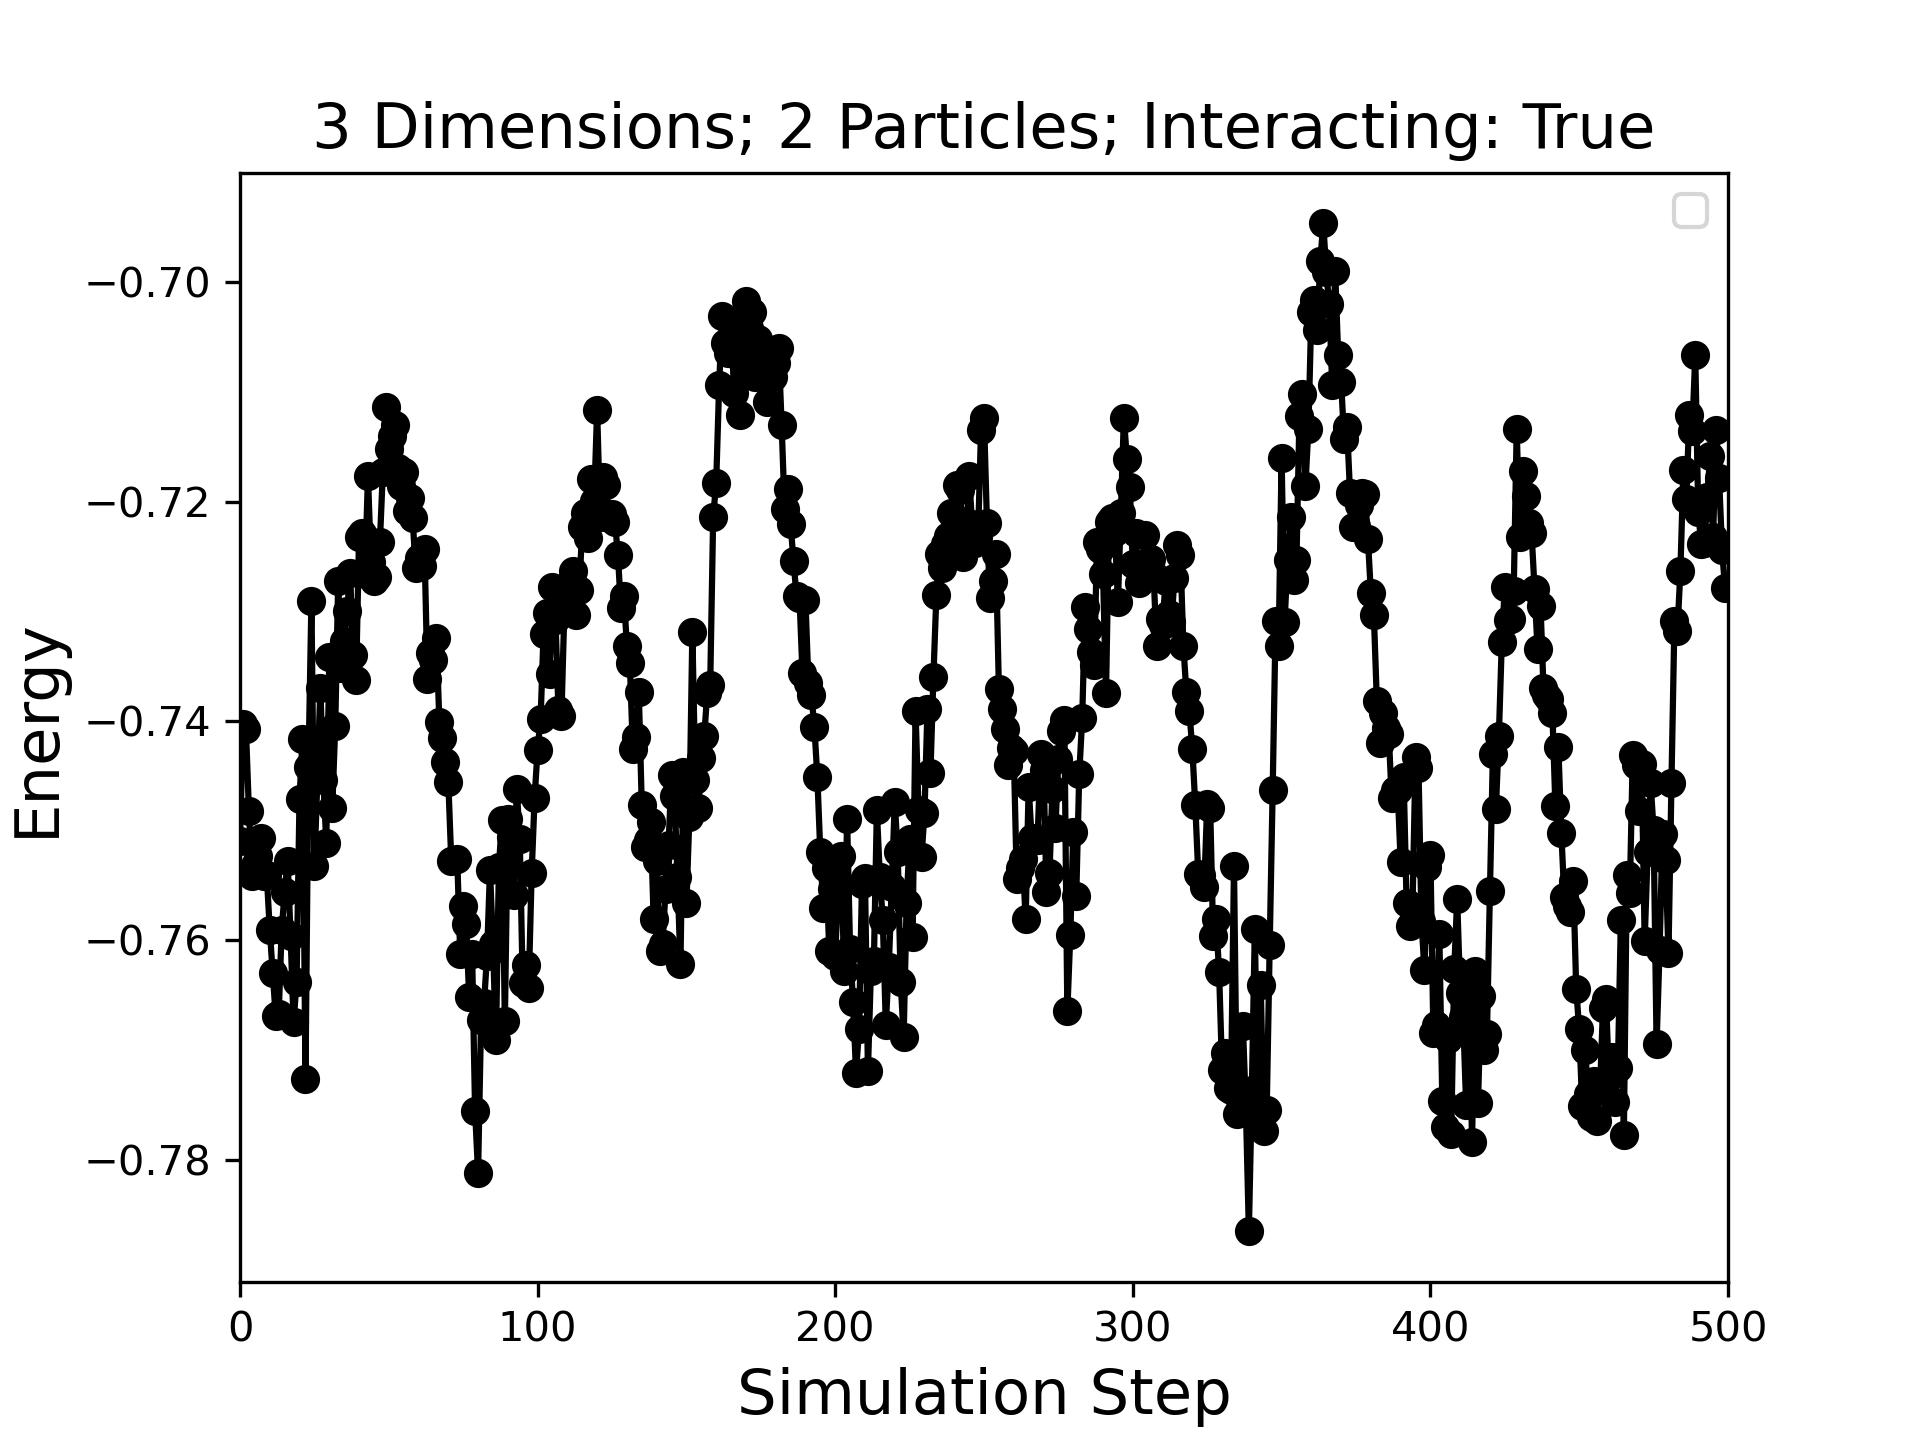 3 Dimensions; 2 Particles; Interacting: True
Energy
−0.70
−0.72
−0.74
−0.76
−0.78
0 100 200 300 400 500
Simulation Step